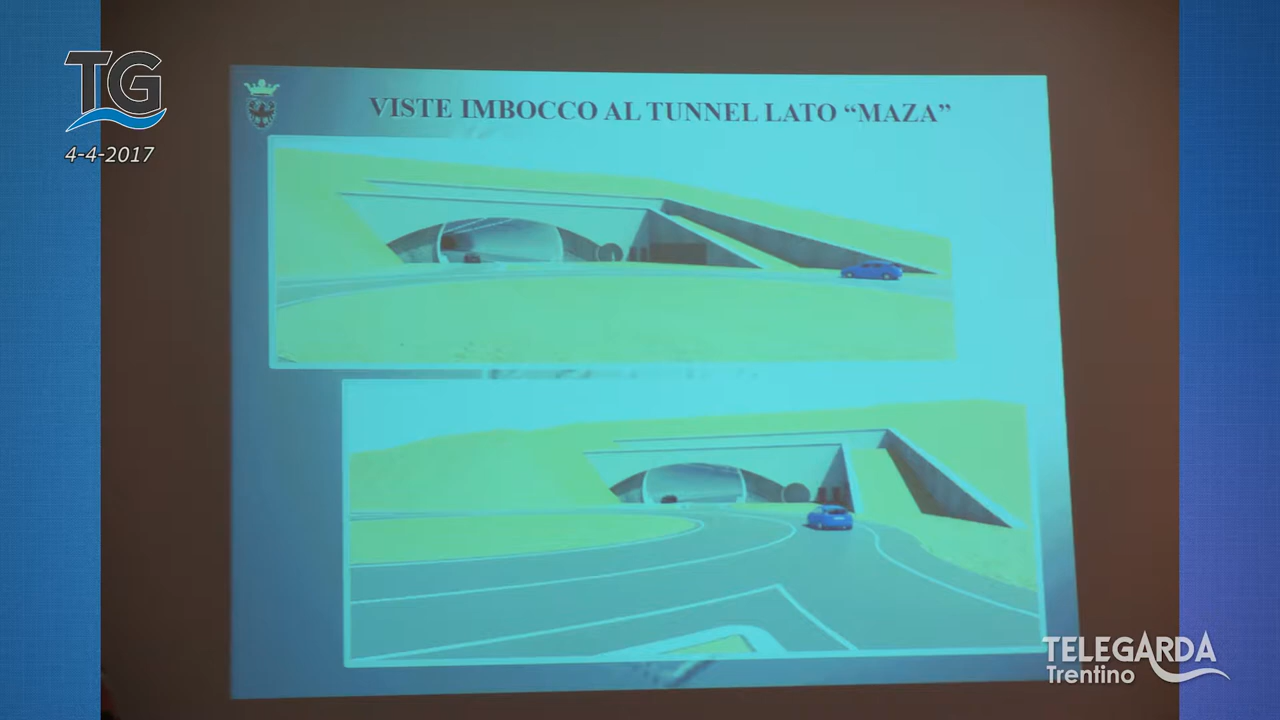 TG
4-4-2017
VISTE IMBOCCO AL TUNNEL LATO “MAZA”
TELEGARDA
Trentino